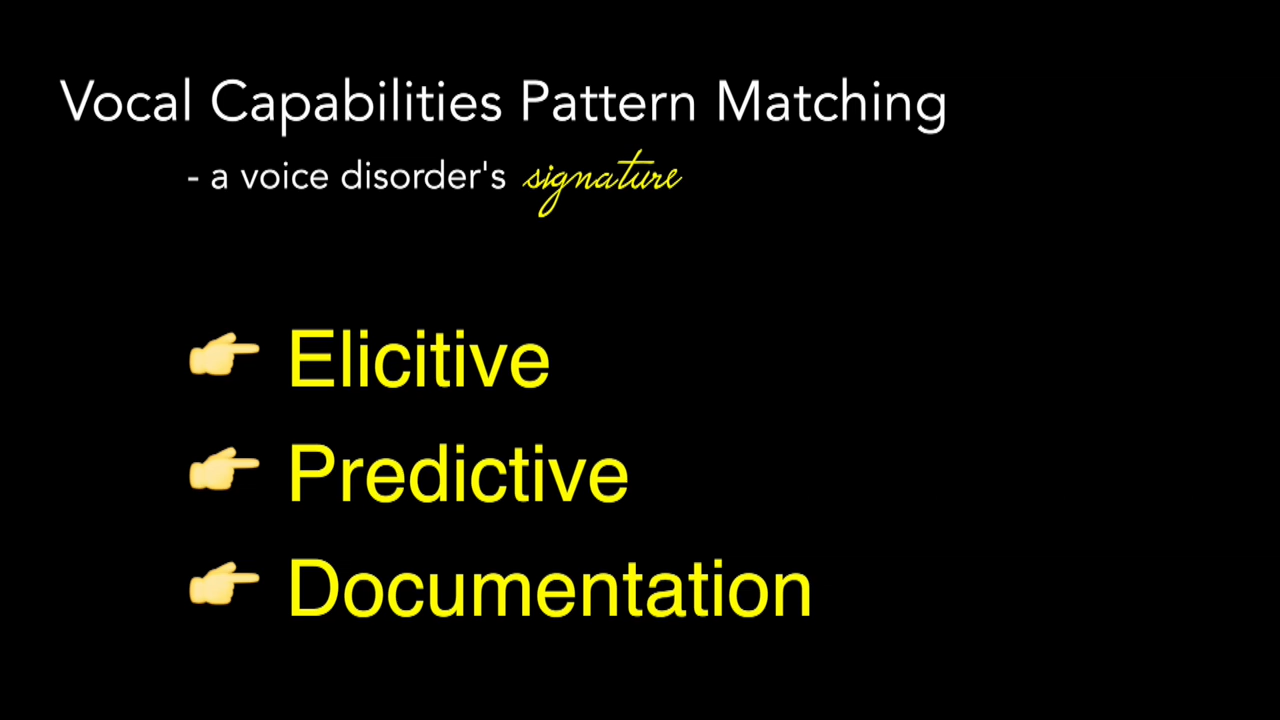 Vocal Capabilities Pattern Matching
- a voice disorder's signature
👉 Elicitive
👉 Predictive
👉 Documentation